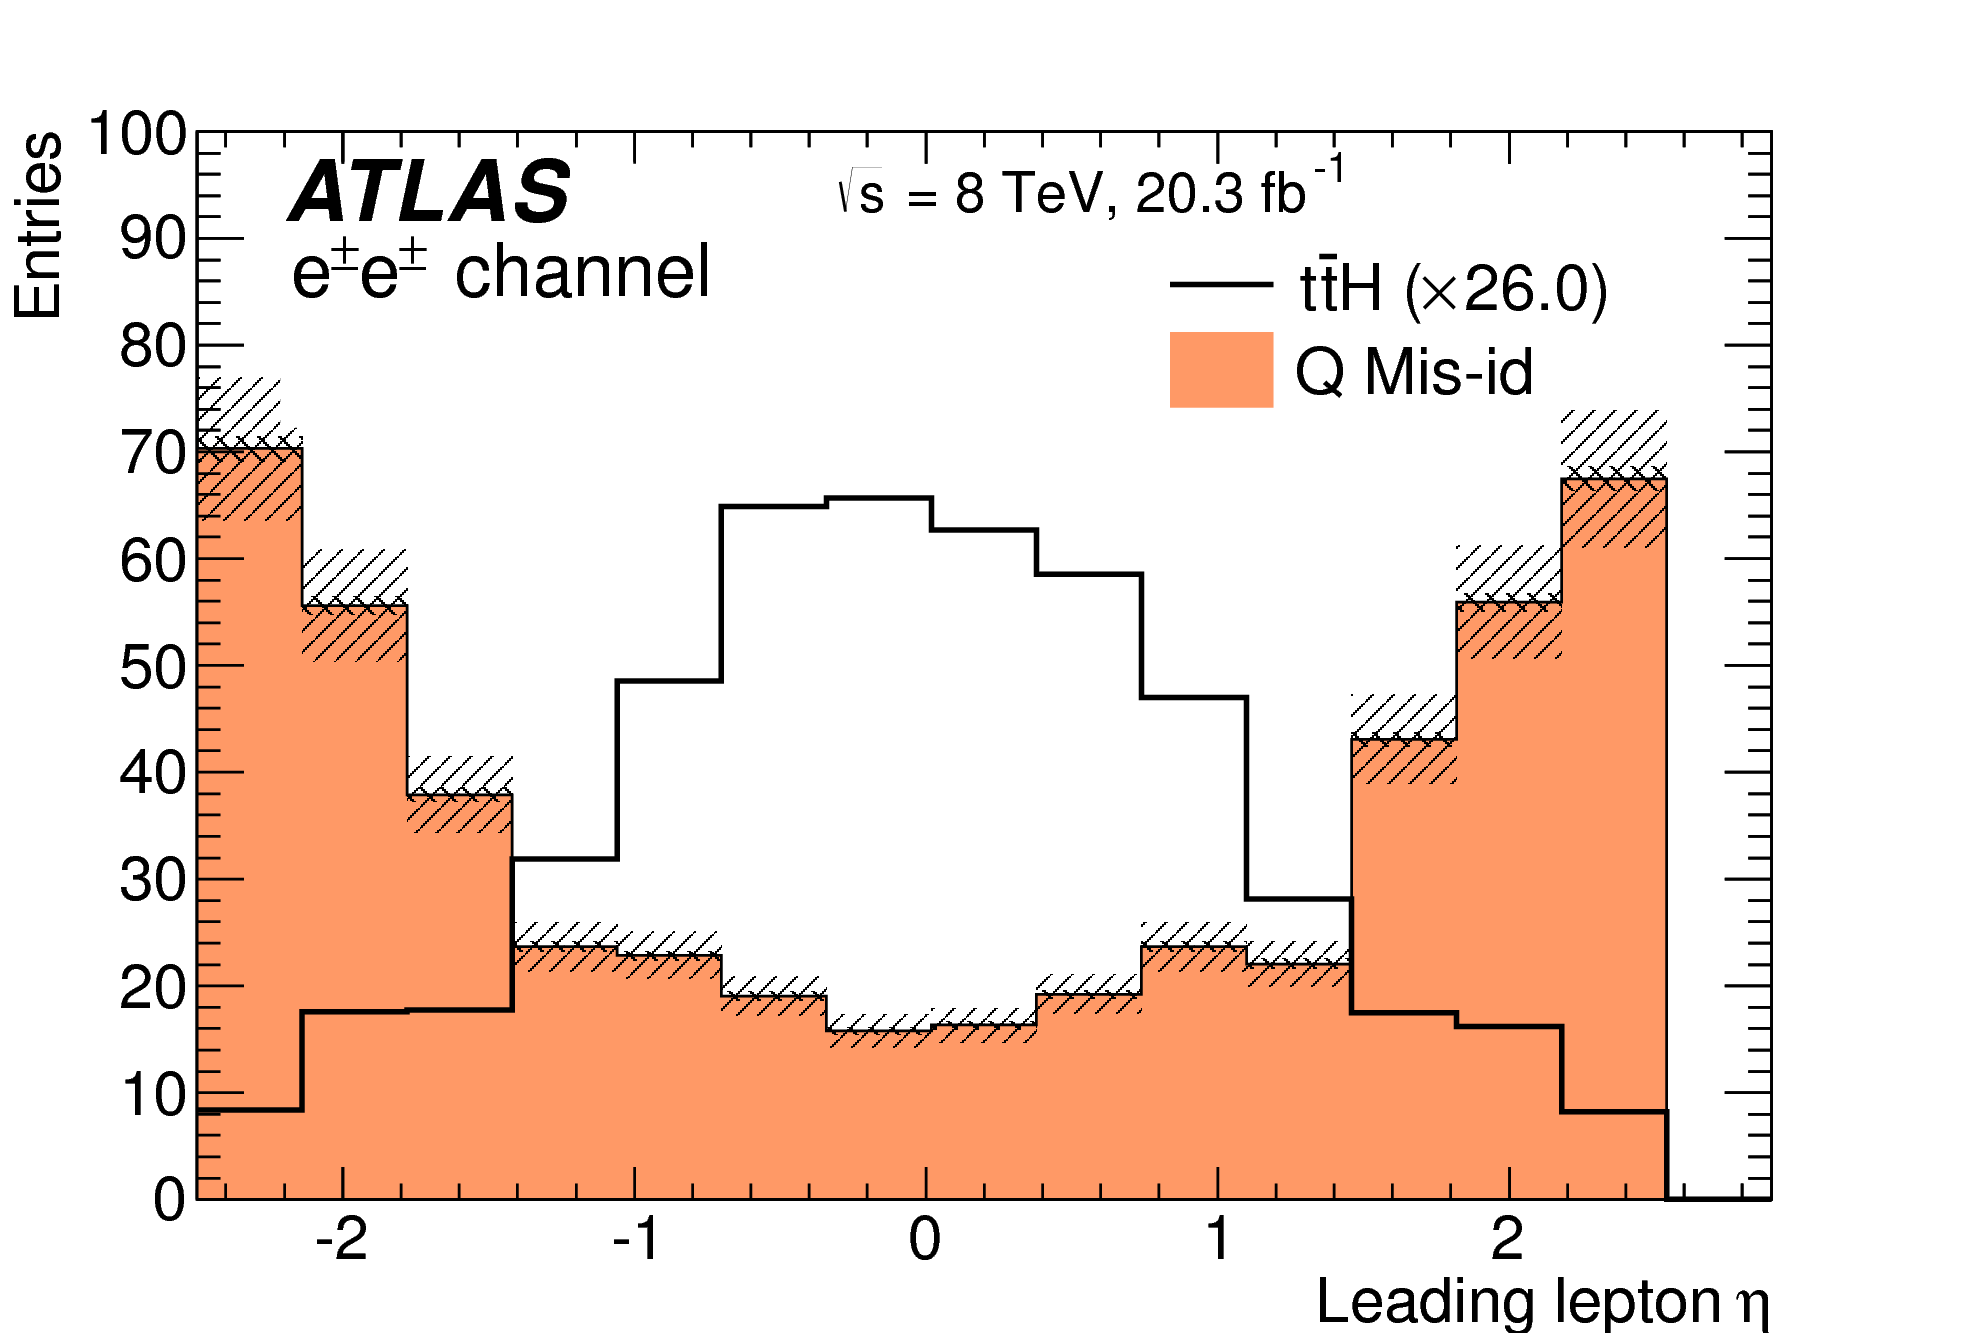 Entries
100
90
80
70
60
50
40
30
20
10
0
ATLAS
e±e± channel
√s = 8 TeV, 20.3 fb⁻¹
tt̄H (×26.0)
Q Mis-id
-2 -1 0 1 2
Leading lepton η